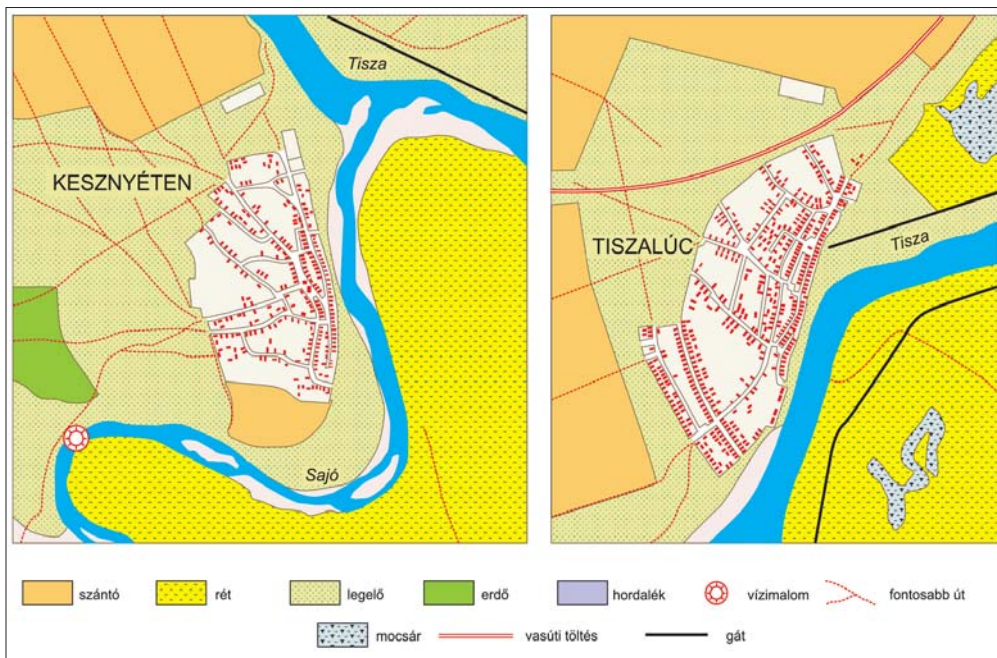 Tisza
KESZNYÉTEN
Sajó
TISZALÚC
Tisza
szántó
rét
legelő
erdő
hordalék
vízimalom
fontosabb út
mocsár
vasúti töltés
gát